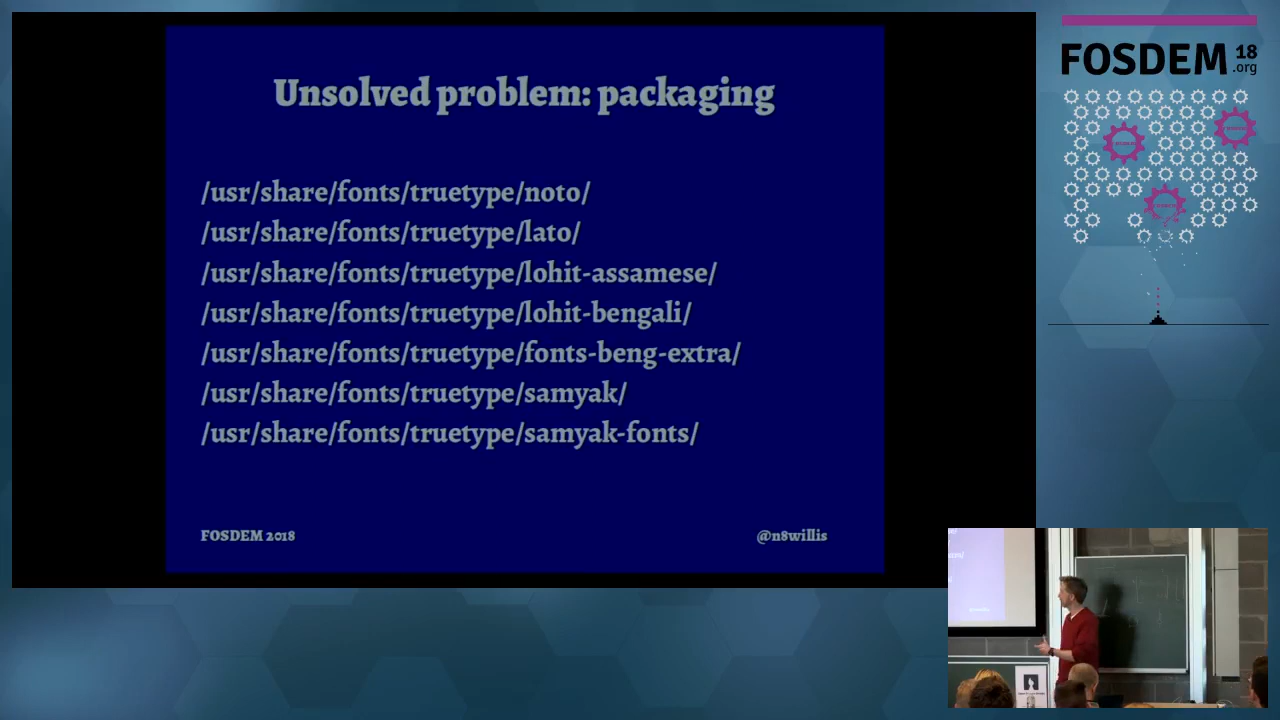 Unsolved problem: packaging
/usr/share/fonts/truetype/noto/
/usr/share/fonts/truetype/lato/
/usr/share/fonts/truetype/lohit-assamese/
/usr/share/fonts/truetype/lohit-bengali/
/usr/share/fonts/truetype/fonts-beng-extra/
/usr/share/fonts/truetype/samyak/
/usr/share/fonts/truetype/samyak-fonts/
FOSDEM 2018
@n8willis
FOSDEM 18
.org